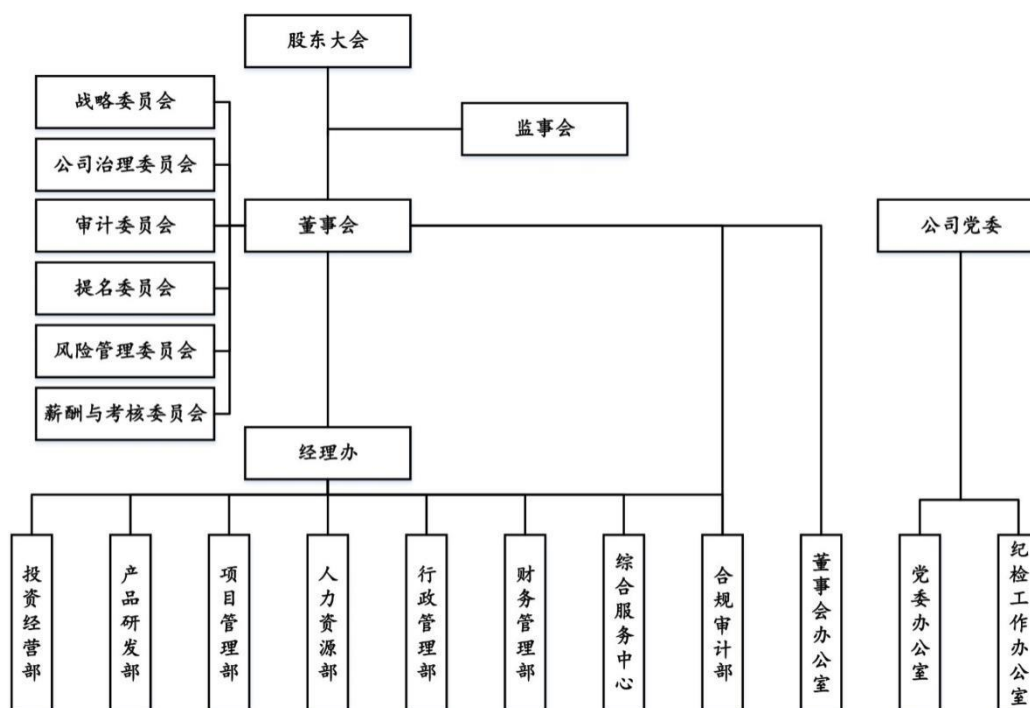 股东大会
战略委员会
监事会
公司治理委员会
审计委员会
董事会
公司党委
提名委员会
风险管理委员会
薪酬与考核委员会
经理办
投资经营部
产品研发部
项目管理部
人力资源部
行政管理部
财务管理部
综合服务中心
合规审计部
董事会办公室
党委办公室
纪检工作办公室